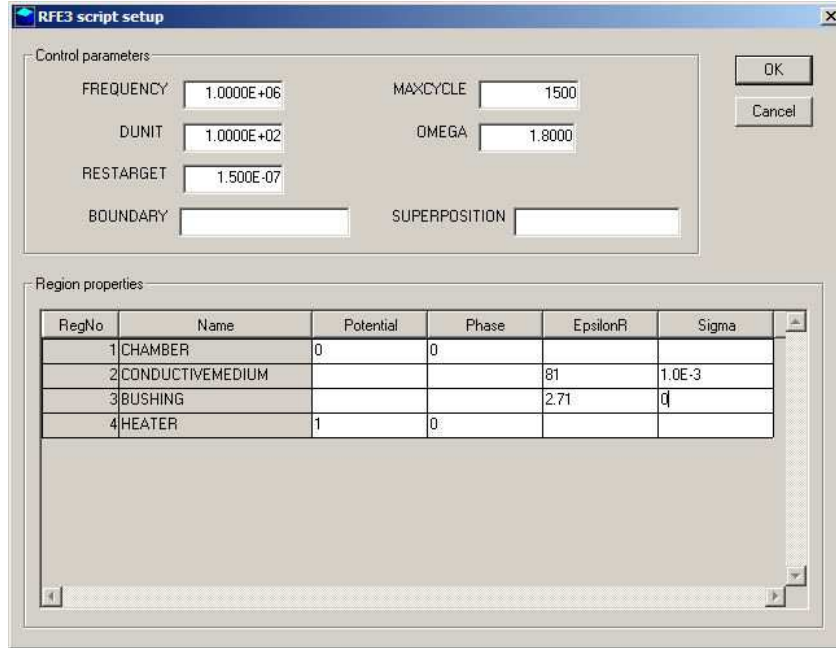 RFE3 script setup
Control parameters
FREQUENCY 1.0000E+06 MAXCYCLE 1500
OK
DUNIT 1.0000E+02 OMEGA 1.8000
Cancel
RESTARGET 1.500E-07
BOUNDARY SUPERPOSITION
Region properties
RegNo Name Potential Phase EpsilonR Sigma
1 CHAMBER 0 0
2 CONDUCTIVEMEDIUM 81 1.0E-3
3 BUSHING 2.71 0
4 HEATER 1 0